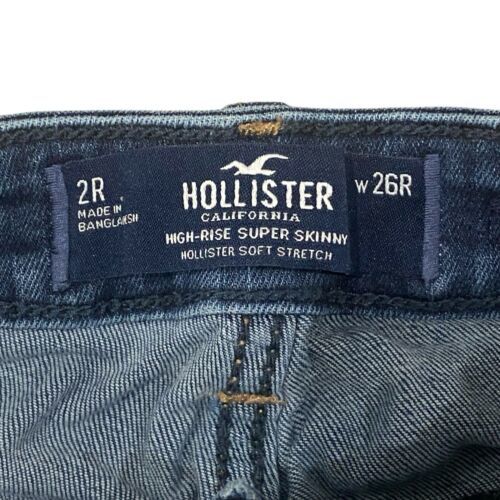 2R
MADE IN
BANGLADESH
HOLLISTER
CALIFORNIA
HIGH-RISE SUPER SKINNY
HOLLISTER SOFT STRETCH
W 26R